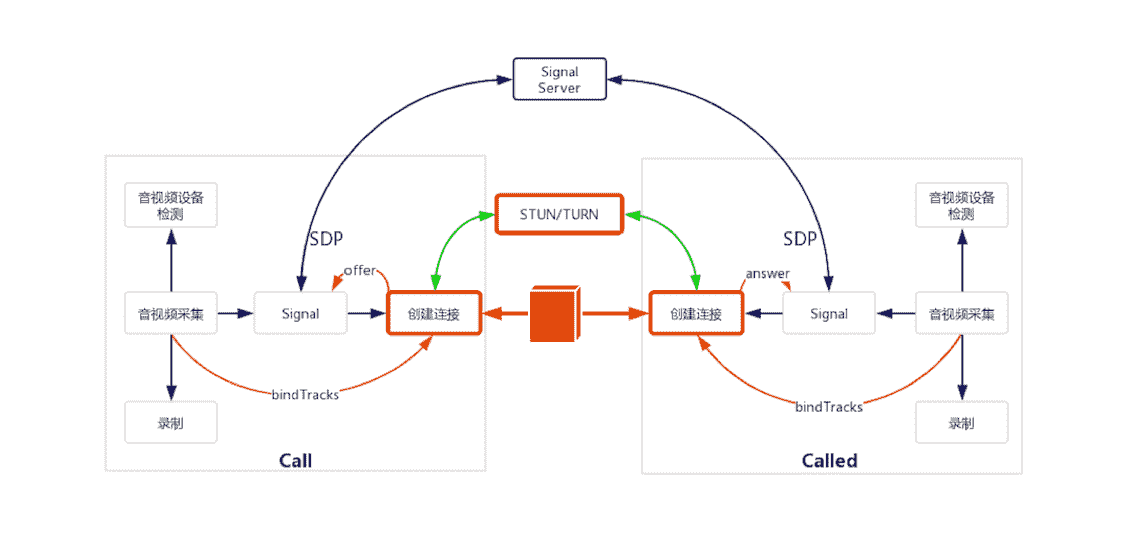 Signal
Server
音视频设备
检测
STUN/TURN
音视频设备
检测
SDP
SDP
offer
answer
音视频采集
Signal
创建连接
创建连接
Signal
音视频采集
bindTracks
bindTracks
录制
录制
Call
Called